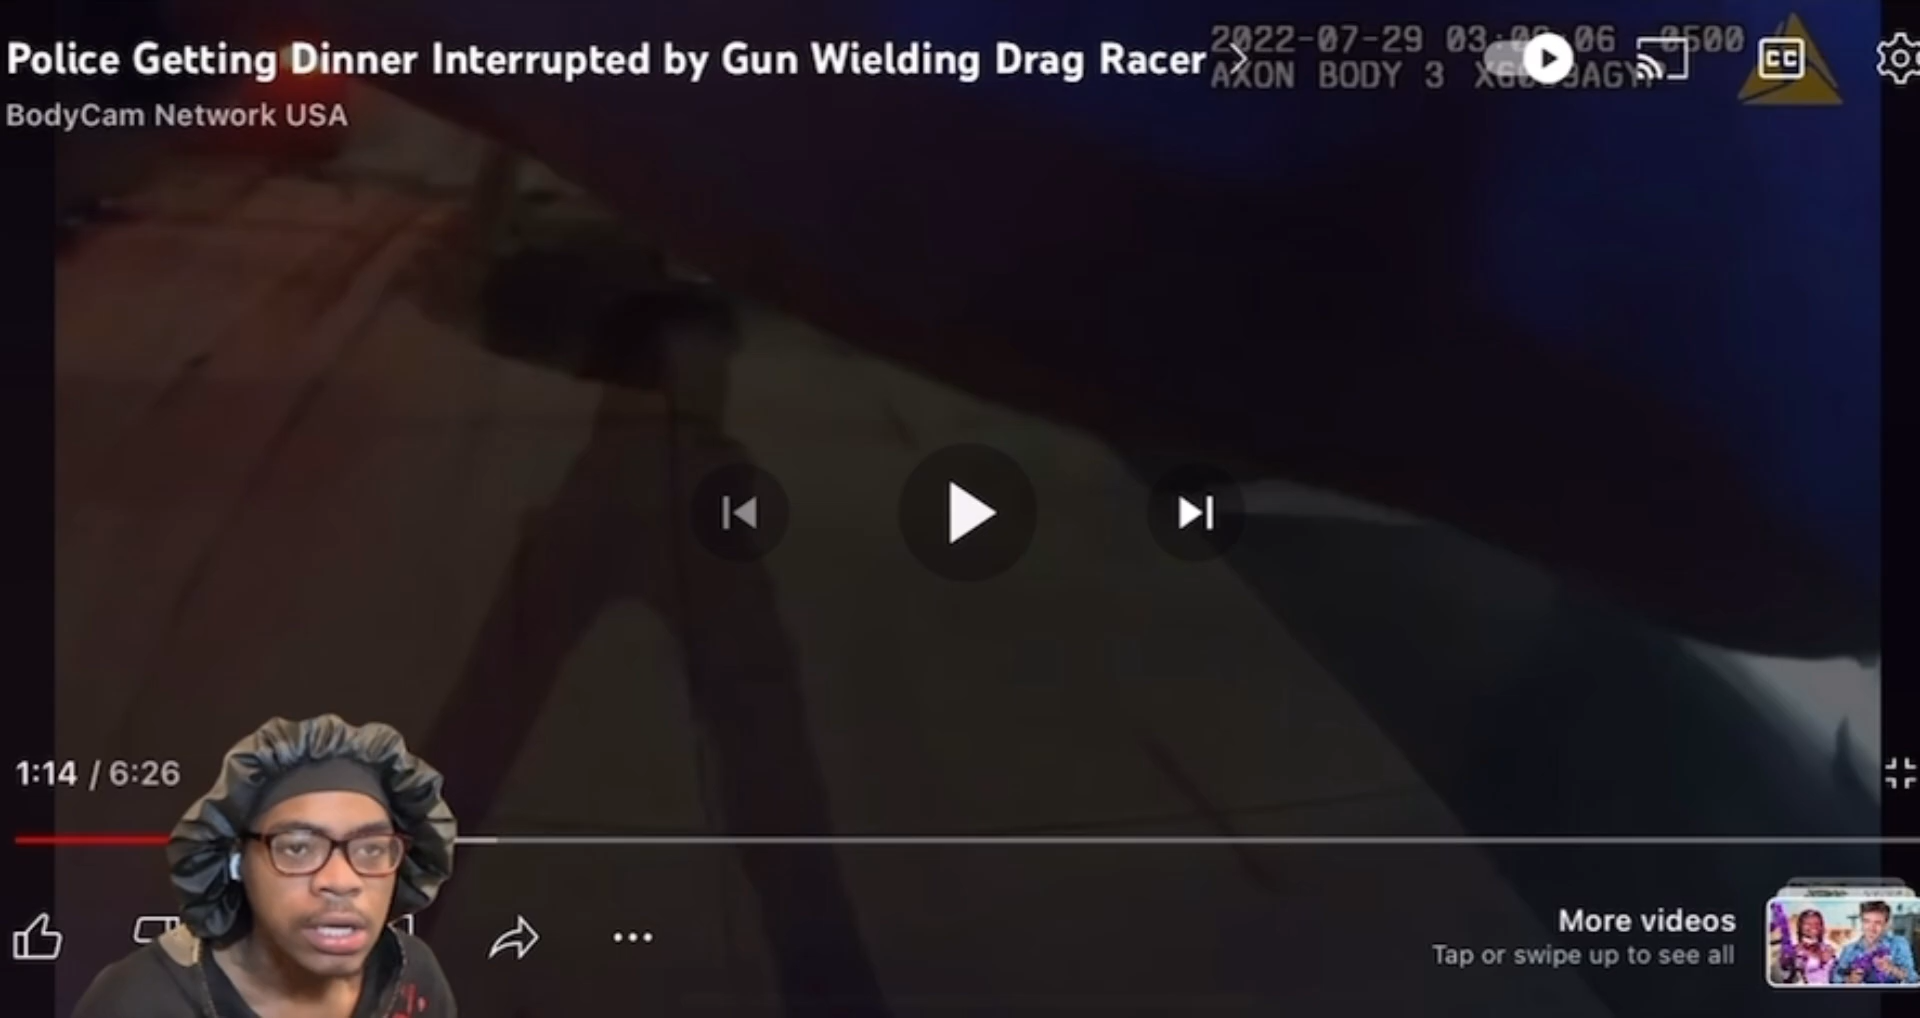 Police Getting Dinner Interrupted by Gun Wielding Drag Racer
BodyCam Network USA
2022-07-29
AXON BODY 3
CC
1:14 / 6:26
More videos
Tap or swipe up to see all